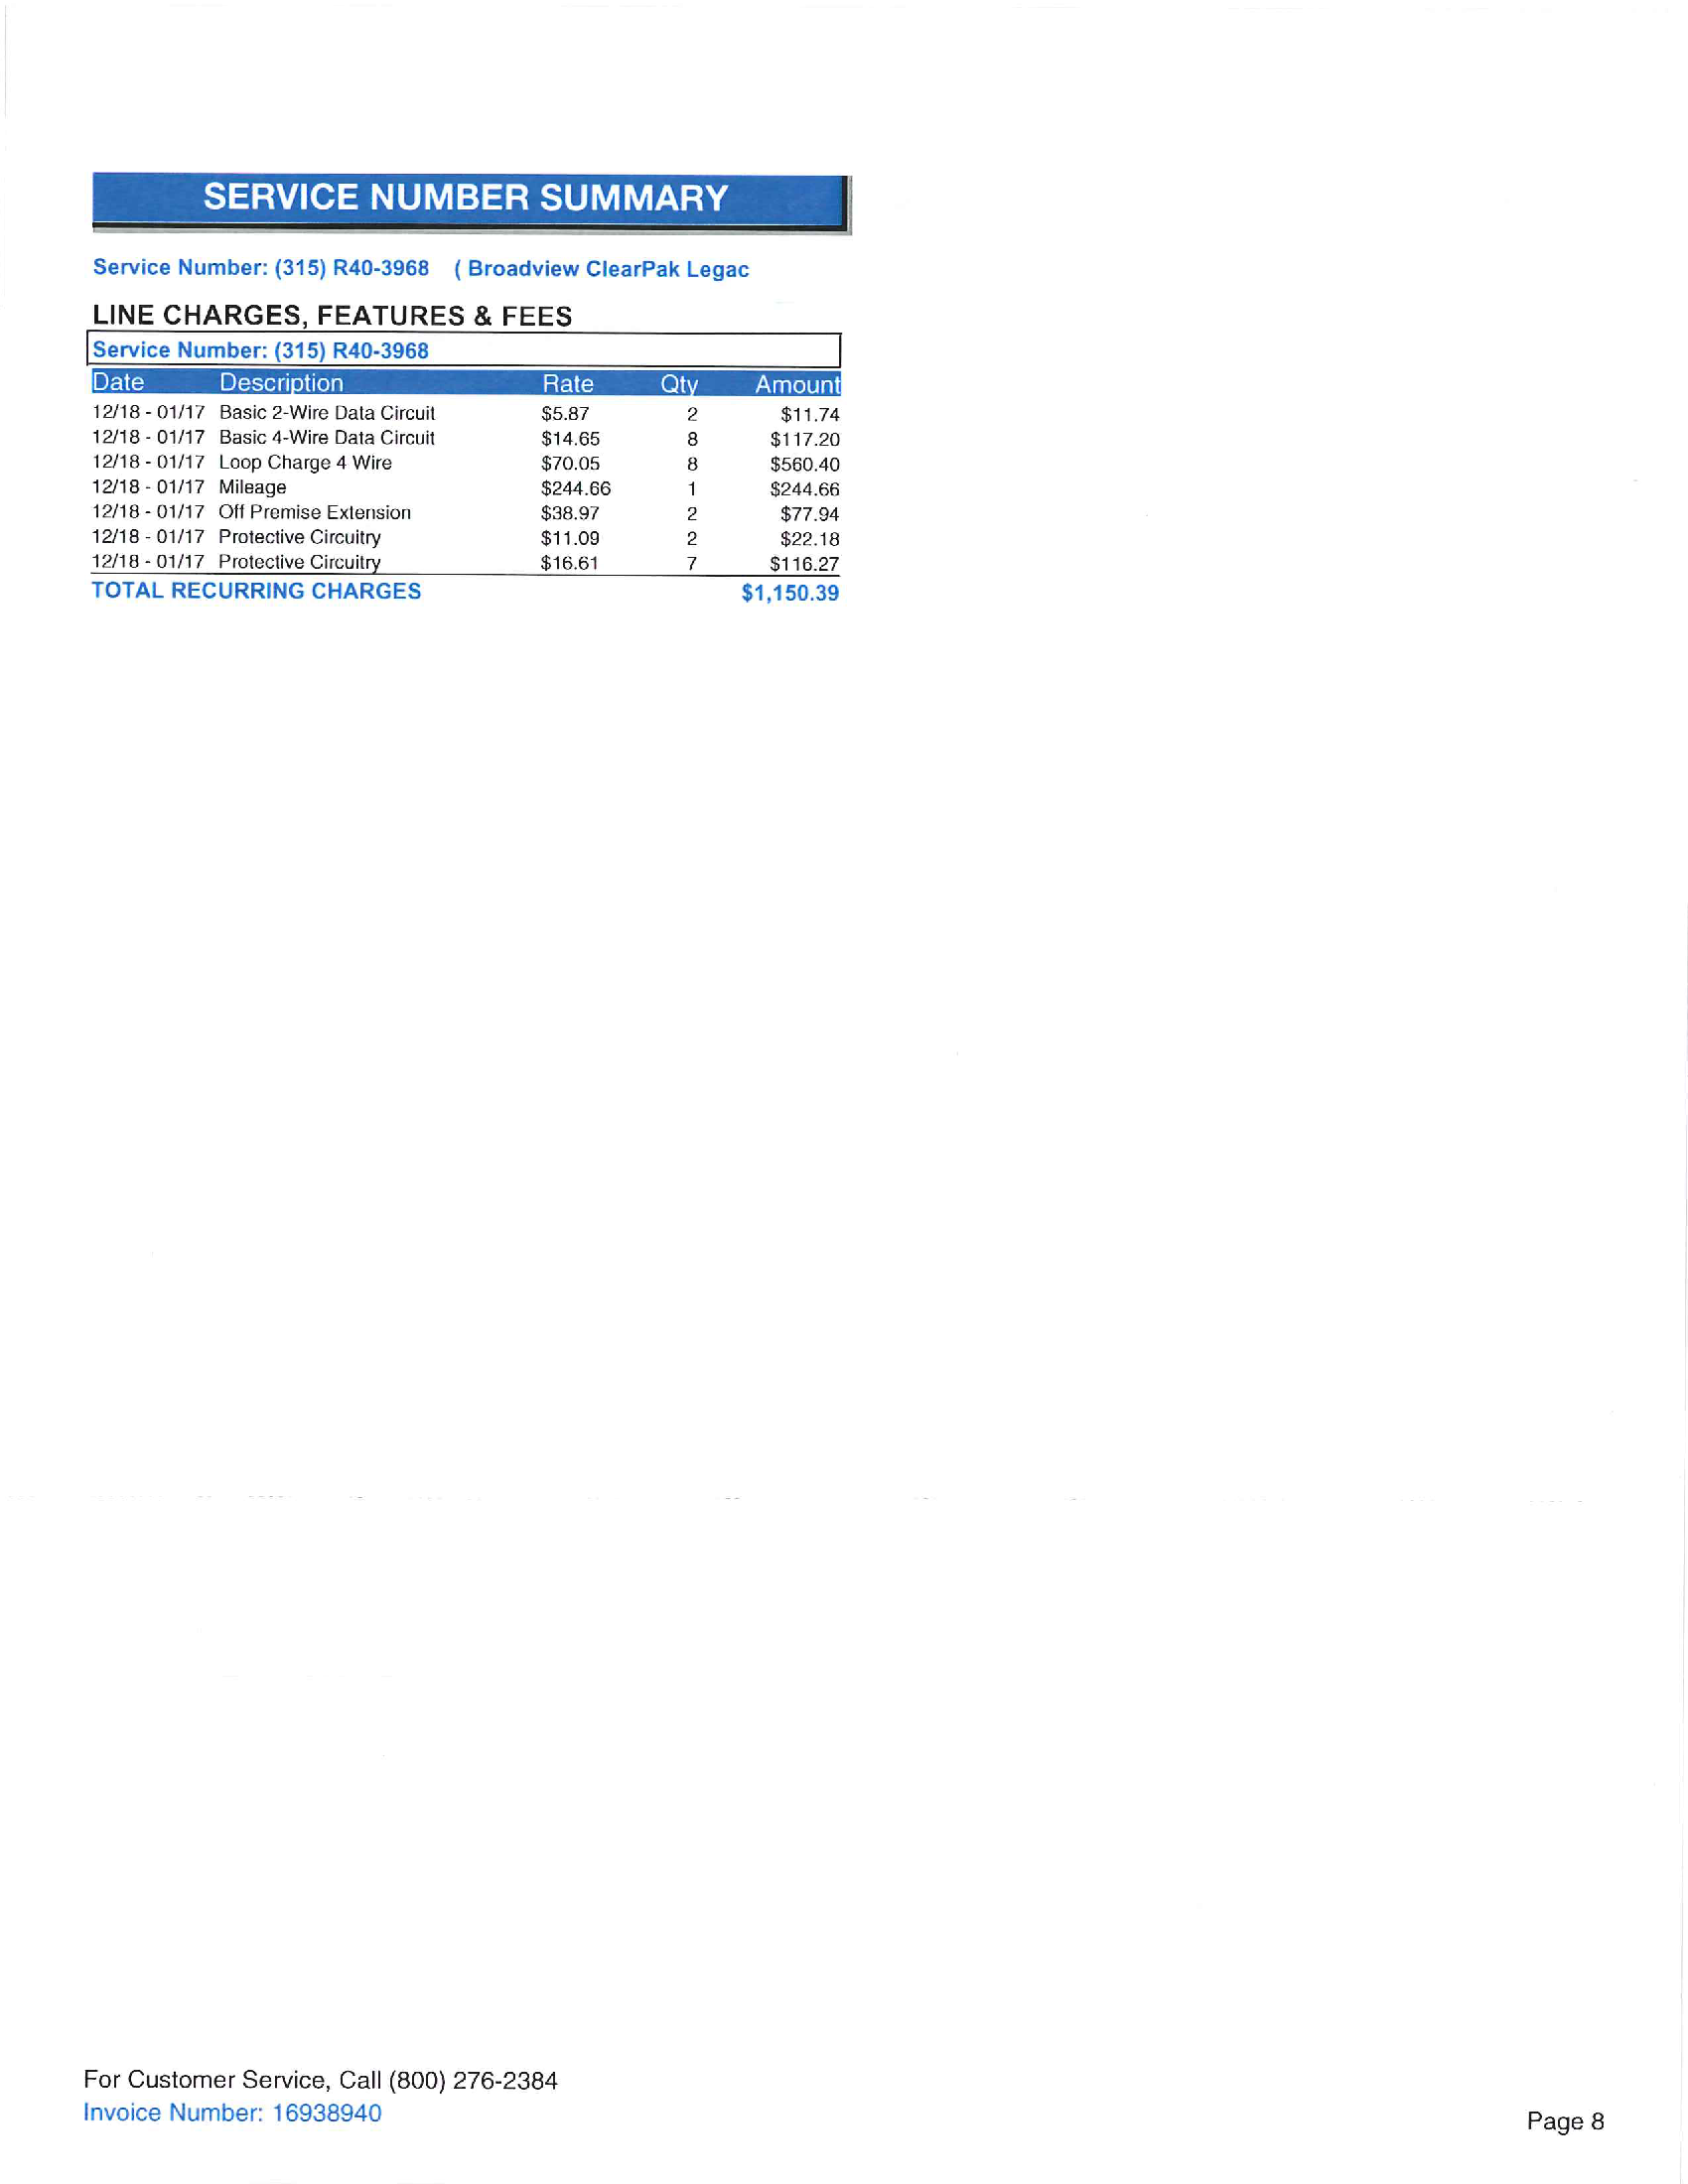 SERVICE NUMBER SUMMARY
Service Number: (315) R40-3968 ( Broadview ClearPak Legac
LINE CHARGES, FEATURES & FEES
Service Number: (315) R40-3968
Date Description Rate Qty Amount
12/18 - 01/17 Basic 2-Wire Data Circuit $5.87 2 $11.74
12/18 - 01/17 Basic 4-Wire Data Circuit $14.65 8 $117.20
12/18 - 01/17 Loop Charge 4 Wire $70.05 8 $560.40
12/18 - 01/17 Mileage $244.66 1 $244.66
12/18 - 01/17 Off Premise Extension $38.97 2 $77.94
12/18 - 01/17 Protective Circuitry $11.09 2 $22.18
12/18 - 01/17 Protective Circuitry $16.61 7 $116.27
TOTAL RECURRING CHARGES $1,150.39
For Customer Service, Call (800) 276-2384
Invoice Number: 16938940
Page 8